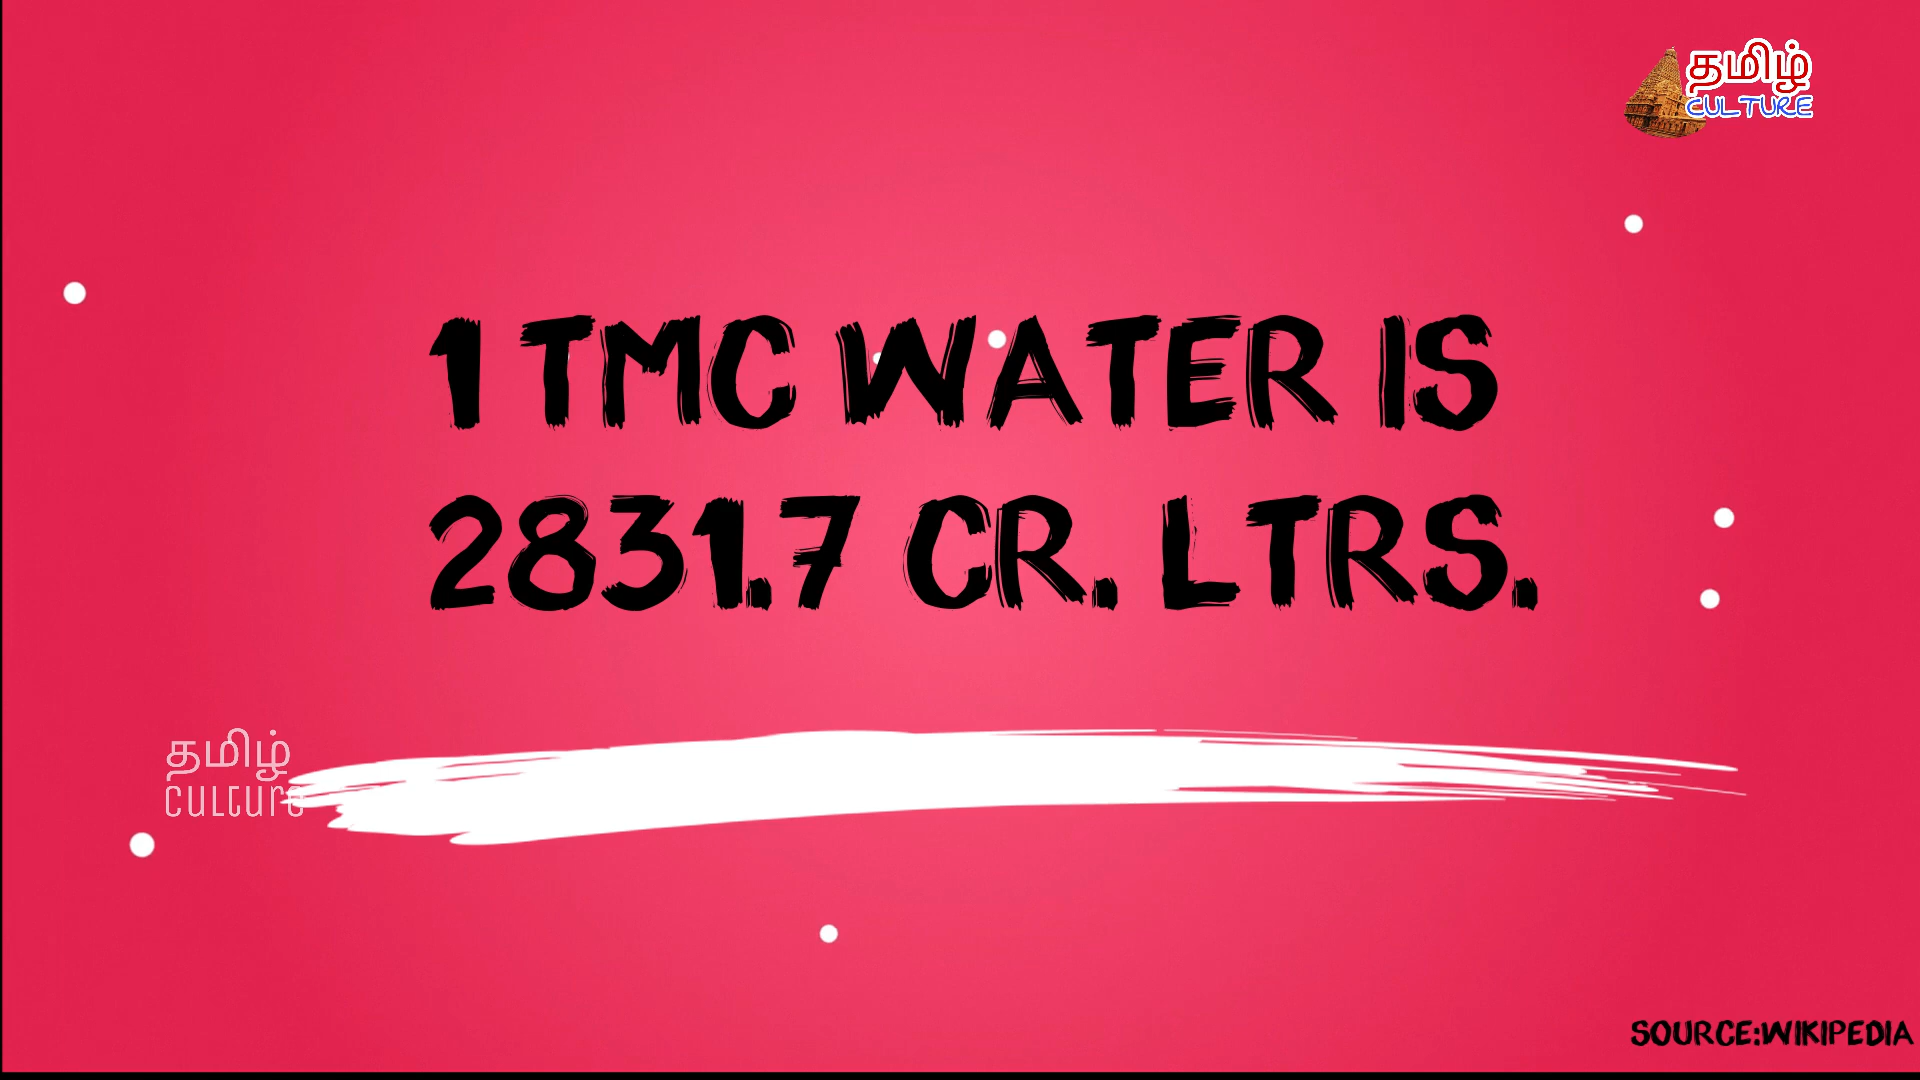 தமிழ்
CULTURE
1 TMC WATER IS
2831.7 CR. LTRS.
தமிழ்
Culture
SOURCE:WIKIPEDIA